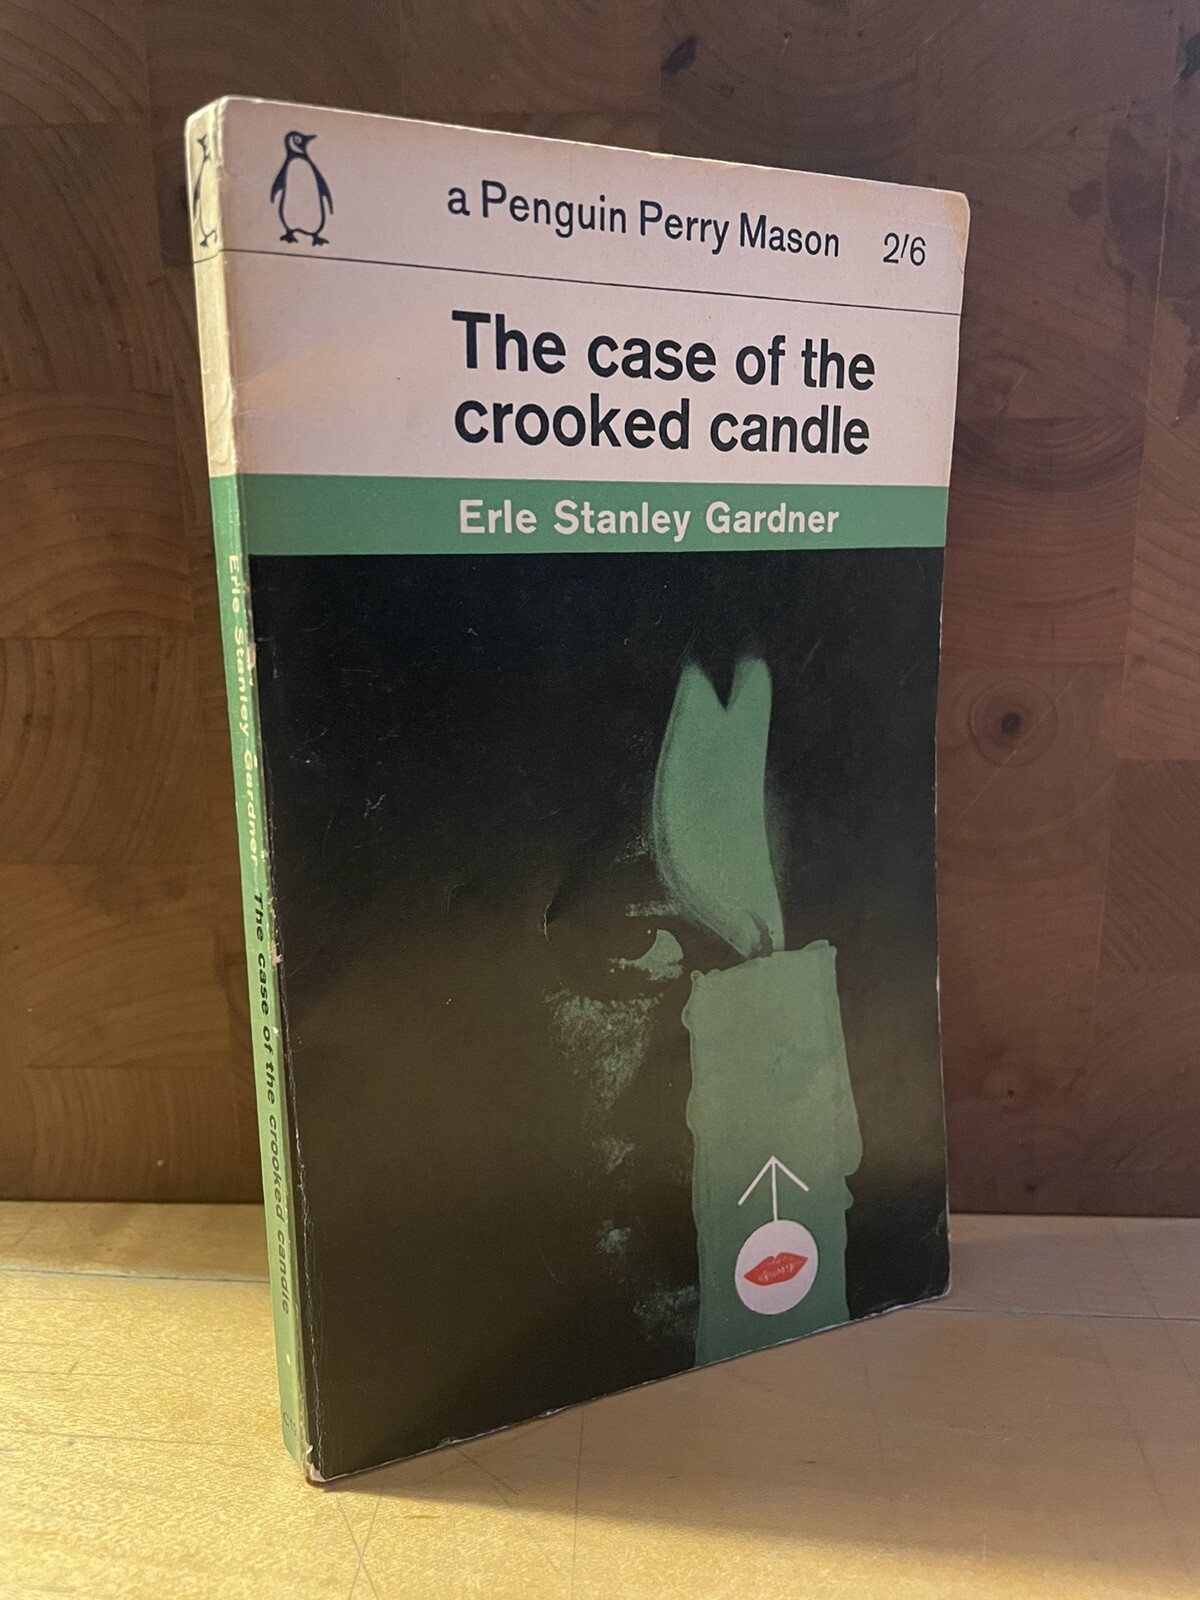 a Penguin Perry Mason 2/6
The case of the
crooked candle
Erle Stanley Gardner
Erle Stanley Gardner The case of the crooked candle